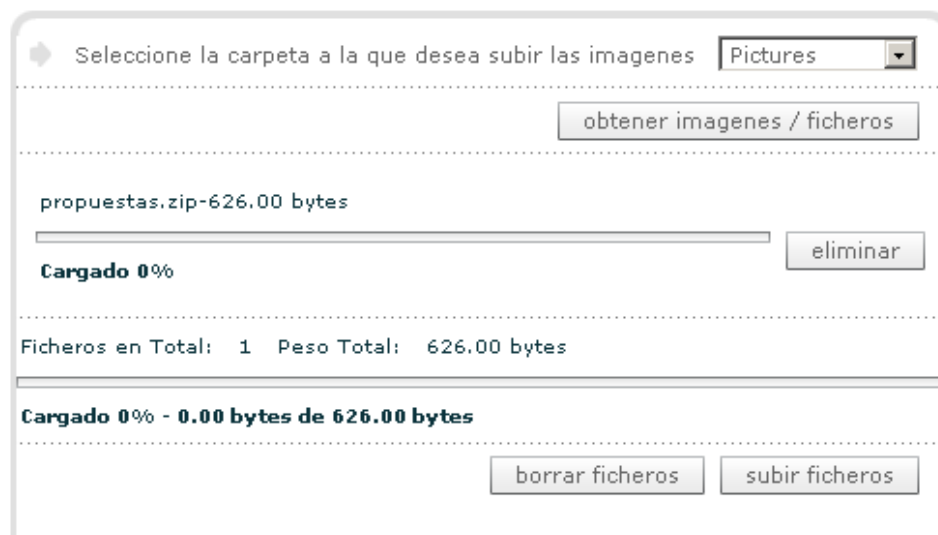 Seleccione la carpeta a la que desea subir las imagenes Pictures
obtener imagenes / ficheros
propuestas.zip-626.00 bytes
eliminar
Cargado 0%
Ficheros en Total: 1 Peso Total: 626.00 bytes
Cargado 0% - 0.00 bytes de 626.00 bytes
borrar ficheros subir ficheros